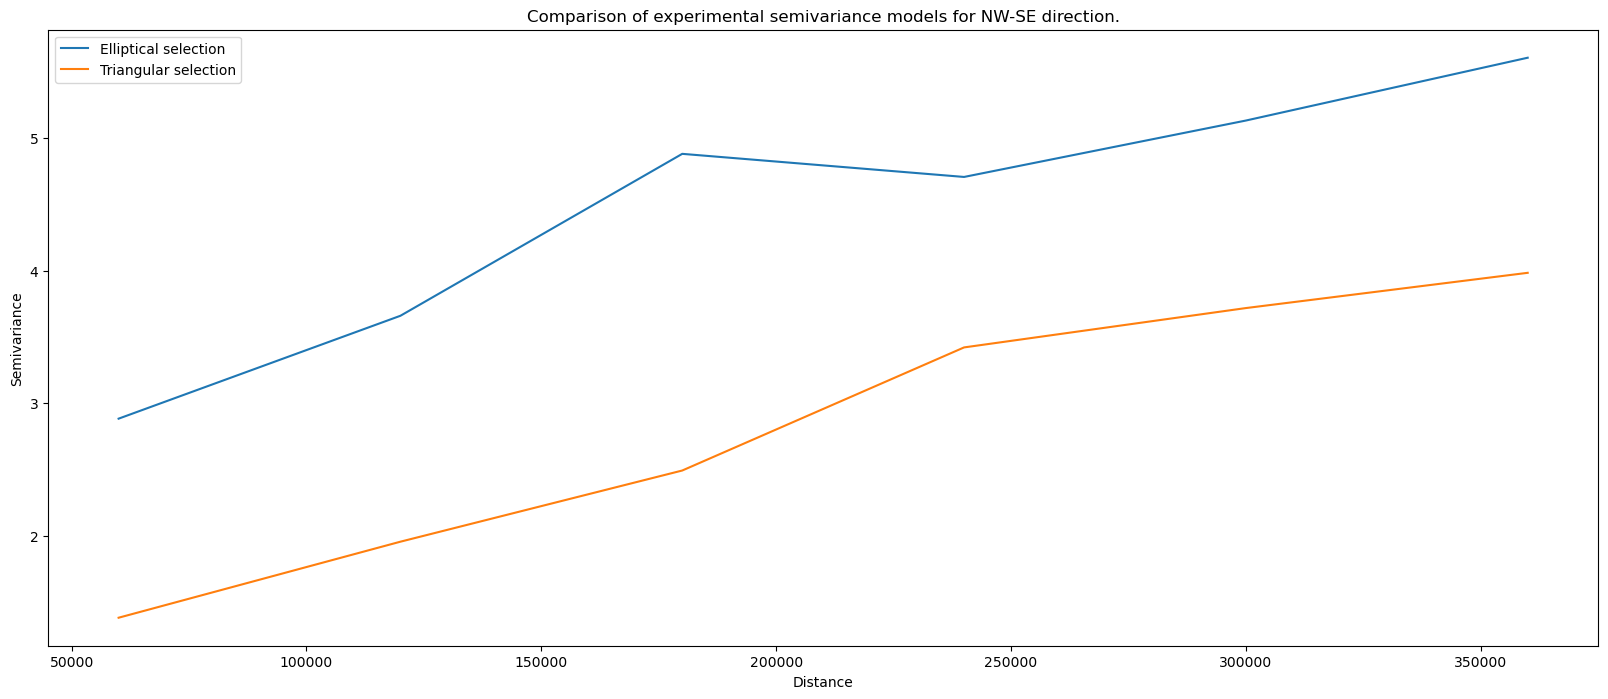 Comparison of experimental semivariance models for NW-SE direction.
Elliptical selection
Triangular selection
Semivariance
5
4
3
2
50000 100000 150000 200000 250000 300000 350000
Distance